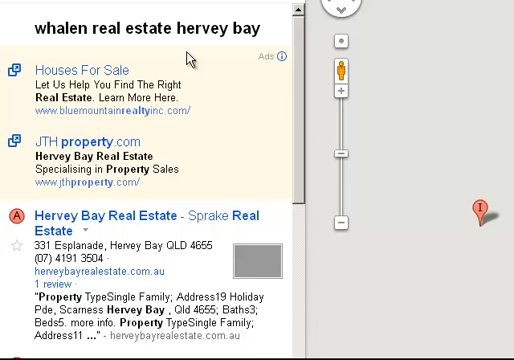 whalen real estate hervey bay
Ads
Houses For Sale
Let Us Help You Find The Right
Real Estate. Learn More Here.
www.bluemountainrealtyinc.com/
JTH property.com
Hervey Bay Real Estate
Specialising in Property Sales
www.jthproperty.com/
A
Hervey Bay Real Estate - Sprake Real
Estate
331 Esplanade, Hervey Bay QLD 4655
(07) 4191 3504 ·
herveybayrealestate.com.au
1 review ·
"Property TypeSingle Family; Address19 Holiday
Pde, Scarness Hervey Bay , Qld 4655; Baths3;
Beds5. more info. Property TypeSingle Family;
Address11 ..." - herveybayrealestate.com.au
I